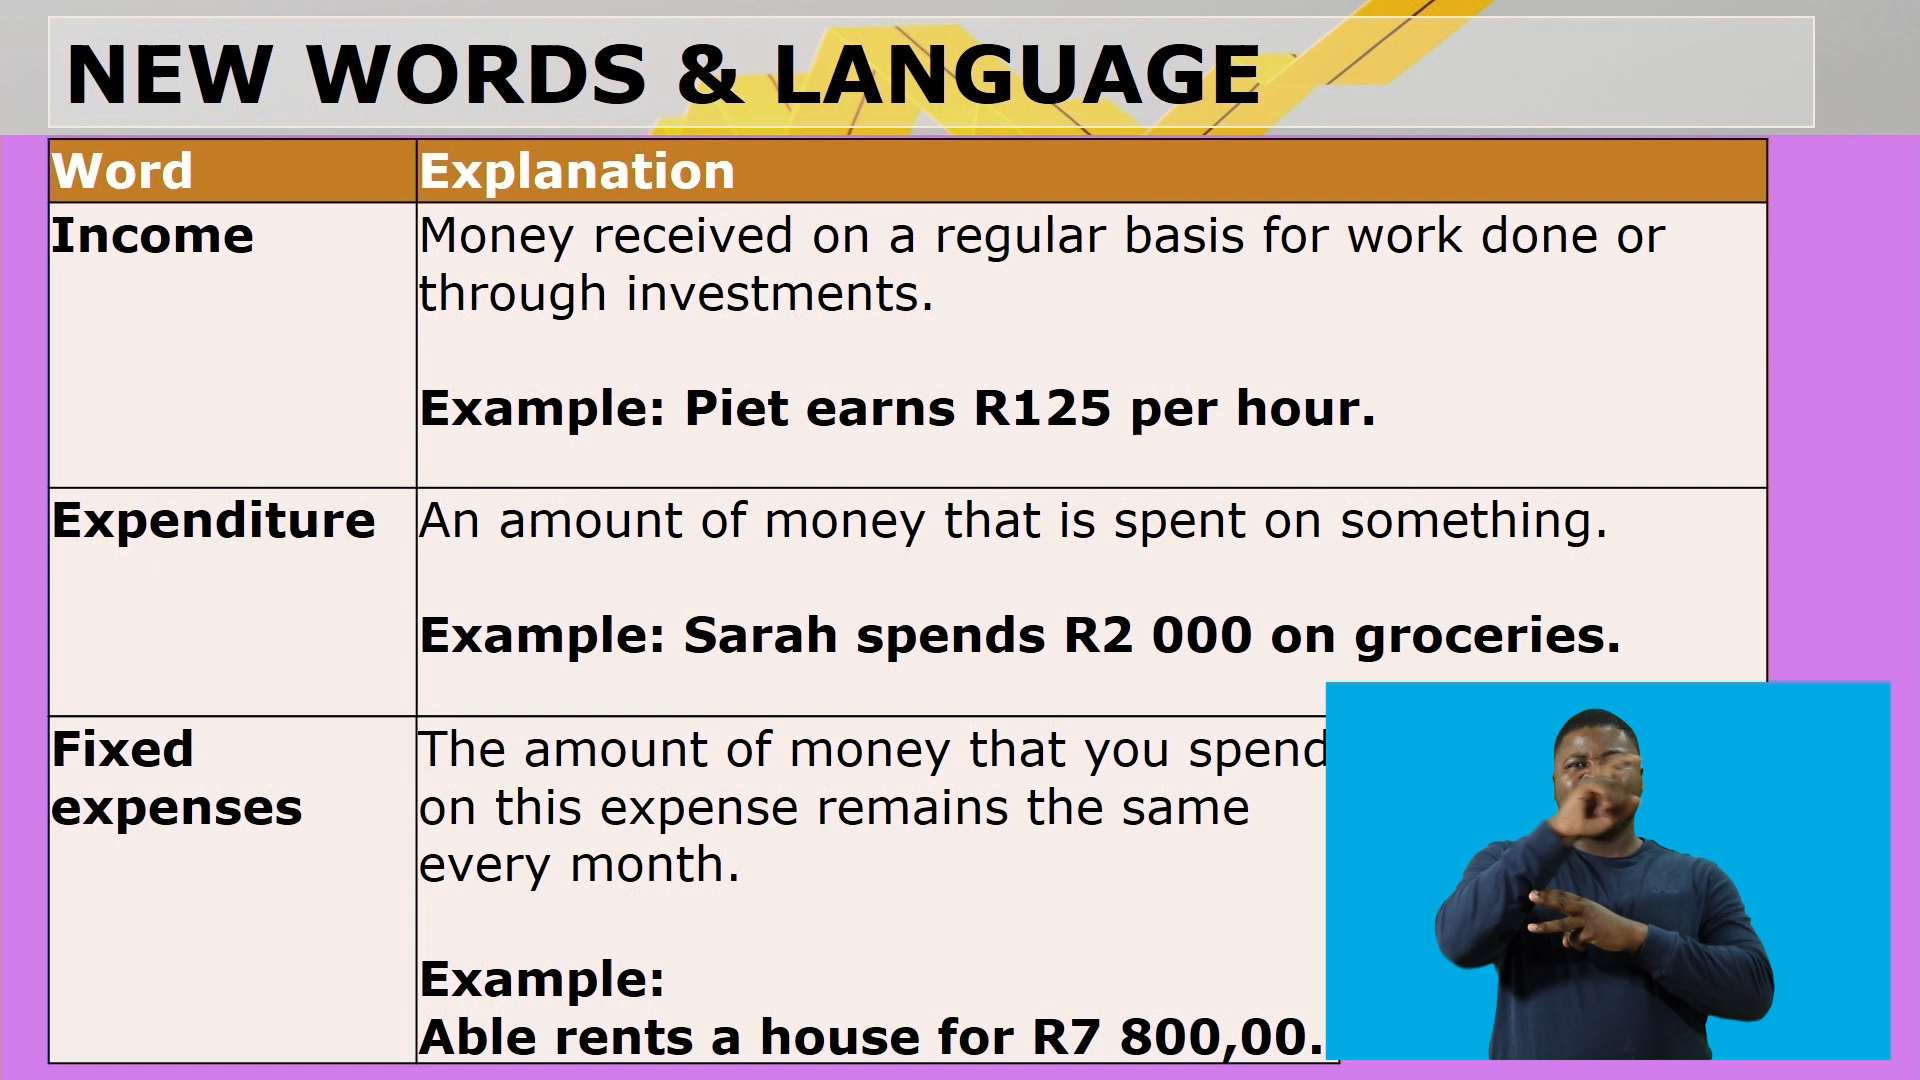 NEW WORDS & LANGUAGE
Word
Explanation
Income
Money received on a regular basis for work done or
through investments.
Example: Piet earns R125 per hour.
Expenditure
An amount of money that is spent on something.
Example: Sarah spends R2 000 on groceries.
Fixed
expenses
The amount of money that you spend
on this expense remains the same
every month.
Example:
Able rents a house for R7 800,00.